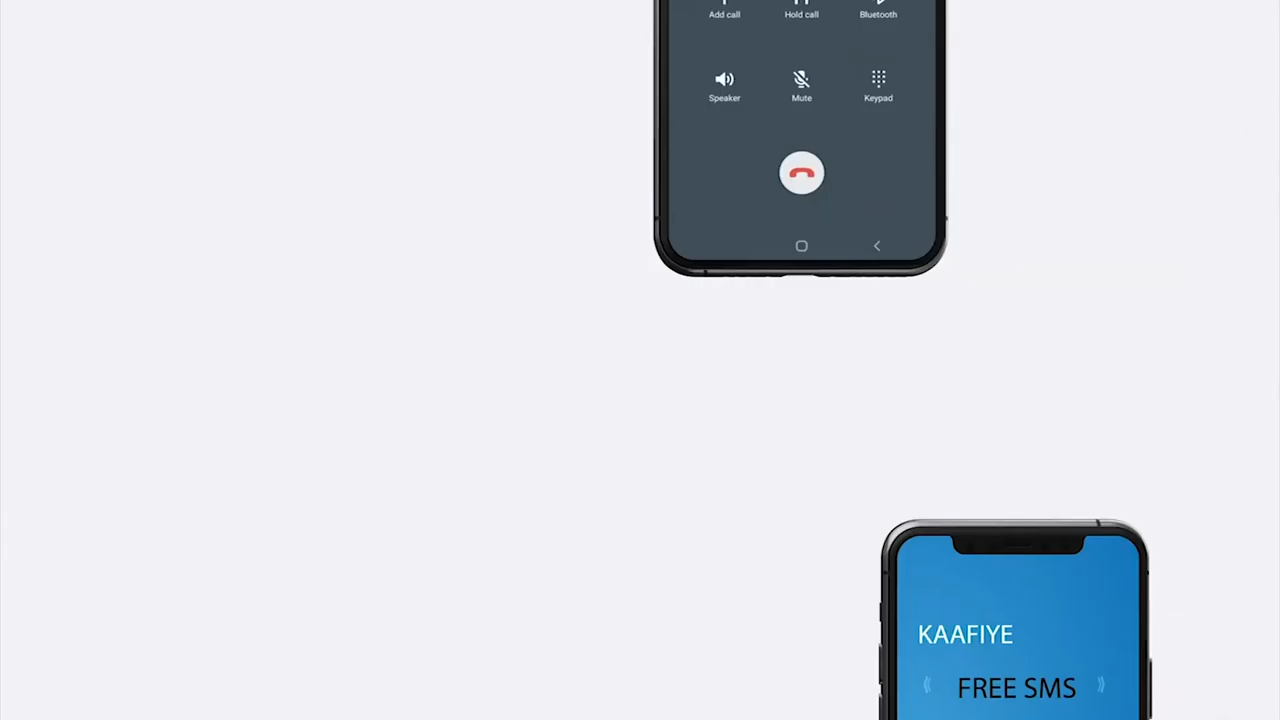 Add call Hold call Bluetooth
Speaker Mute Keypad
KAAFIYE
FREE SMS